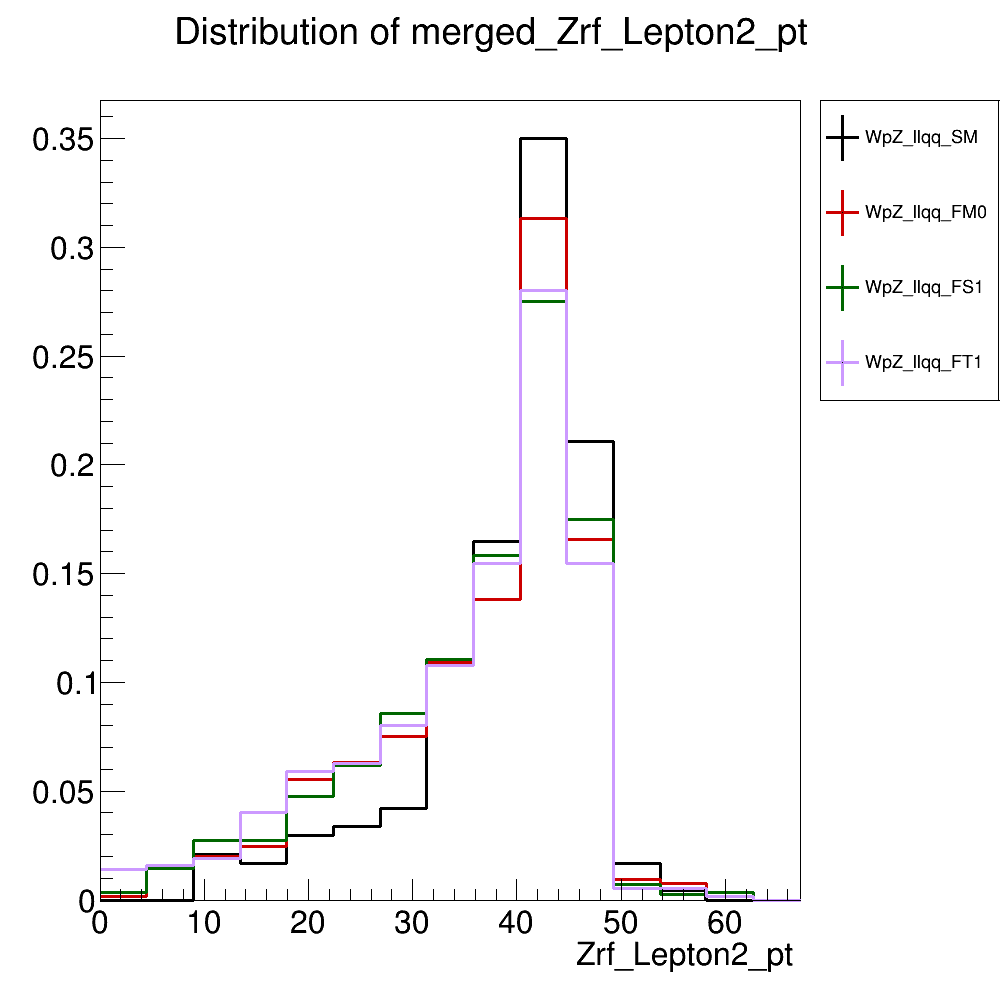 Distribution of merged_Zrf_Lepton2_pt
0.35
0.3
0.25
0.2
0.15
0.1
0.05
0
0 10 20 30 40 50 60
Zrf_Lepton2_pt
WpZ_llqq_SM
WpZ_llqq_FM0
WpZ_llqq_FS1
WpZ_llqq_FT1